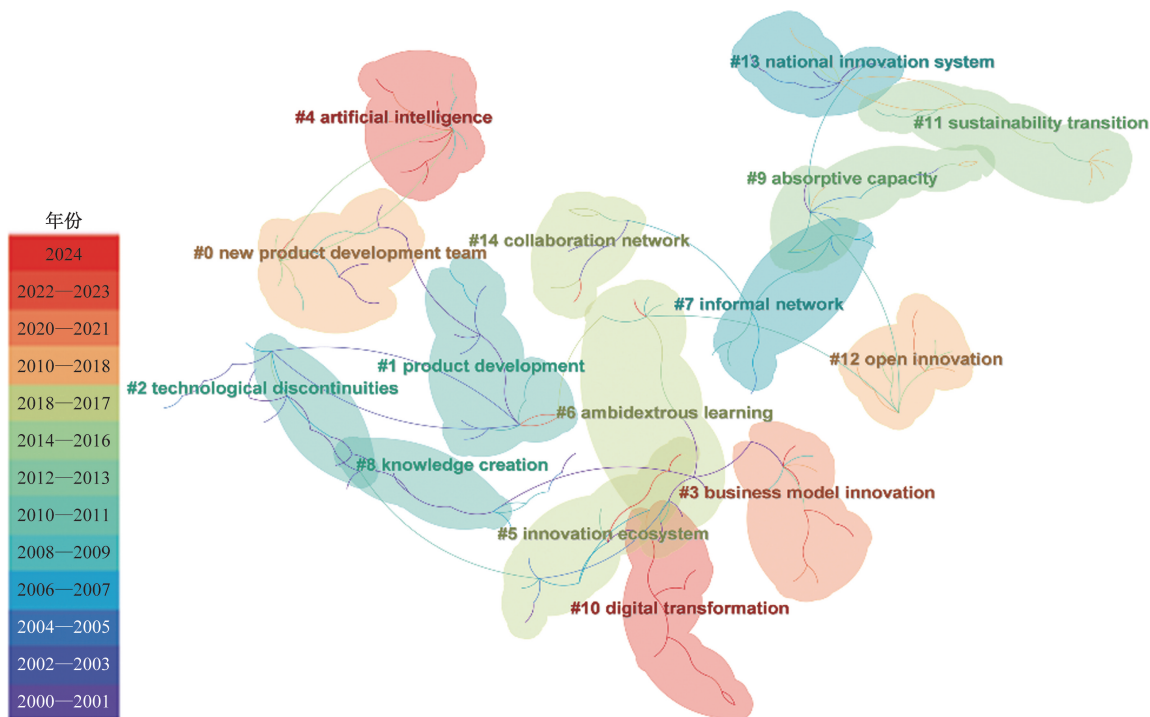 #13 national innovation system
#4 artificial intelligence
#11 sustainability transition
#9 absorptive capacity
年份
2024
2022—2023
2020—2021
2010—2018
2018—2017
2014—2016
2012—2013
2010—2011
2008—2009
2006—2007
2004—2005
2002—2003
2000—2001
#14 collaboration network
#0 new product development team
#7 informal network
#12 open innovation
#1 product development
#2 technological discontinuities
#6 ambidextrous learning
#8 knowledge creation
#3 business model innovation
#5 innovation ecosystem
#10 digital transformation